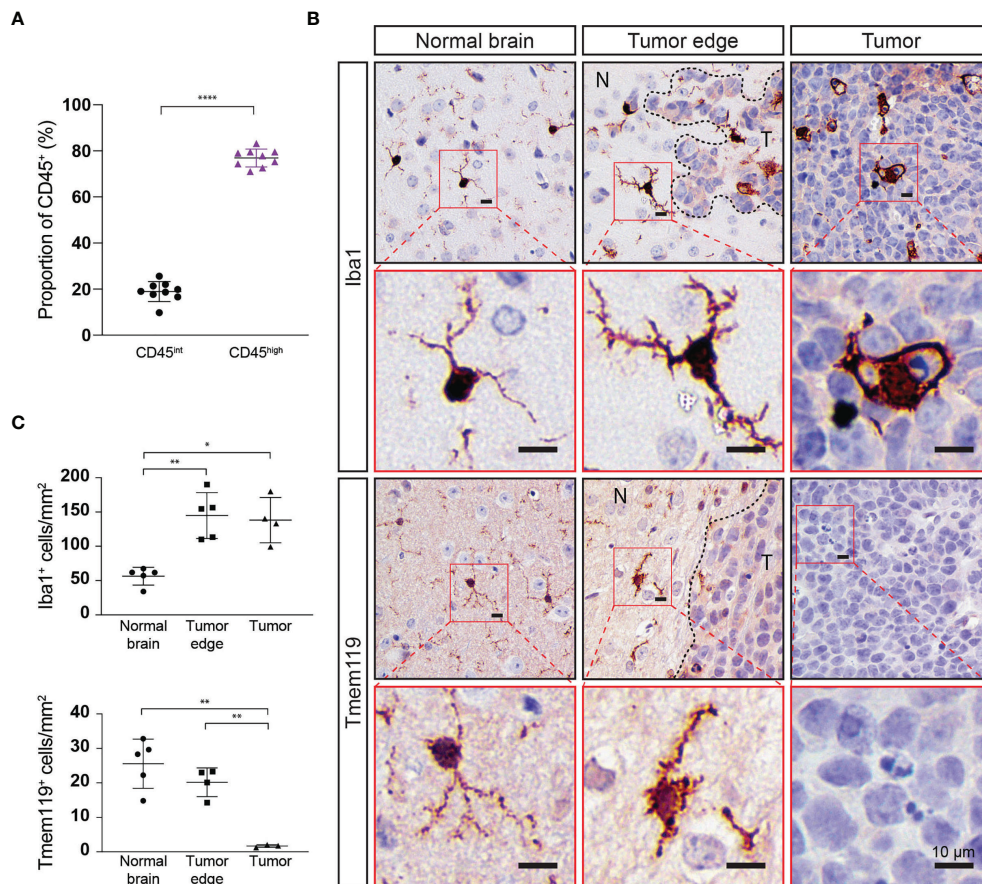 A
Proportion of CD45⁺ (%)
100
80
60
40
20
0
****
CD45ⁱⁿᵗ
CD45ʰⁱᵍʰ
B
Normal brain
Tumor edge
Tumor
Iba1
N
T
Tmem119
N
T
10 µm
C
Iba1⁺ cells/mm²
200
150
100
50
0
*
**
Normal brain
Tumor edge
Tumor
Tmem119⁺ cells/mm²
40
30
20
10
0
**
**
Normal brain
Tumor edge
Tumor